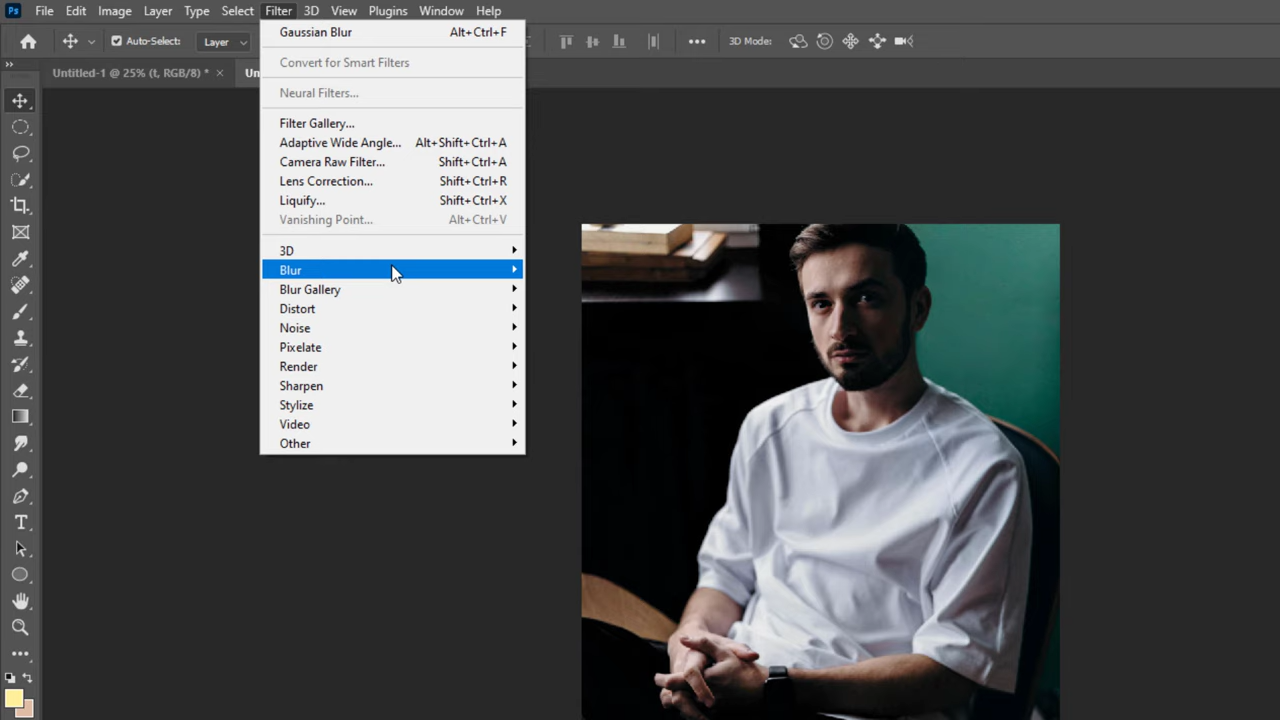 Ps File Edit Image Layer Type Select Filter 3D View Plugins Window Help
Auto-Select: Layer 3D Mode:
Untitled-1 @ 25% (t, RGB/8) * × Un
Gaussian Blur Alt+Ctrl+F
Convert for Smart Filters
Neural Filters...
Filter Gallery...
Adaptive Wide Angle... Alt+Shift+Ctrl+A
Camera Raw Filter... Shift+Ctrl+A
Lens Correction... Shift+Ctrl+R
Liquify... Shift+Ctrl+X
Vanishing Point... Alt+Ctrl+V
3D
Blur
Blur Gallery
Distort
Noise
Pixelate
Render
Sharpen
Stylize
Video
Other